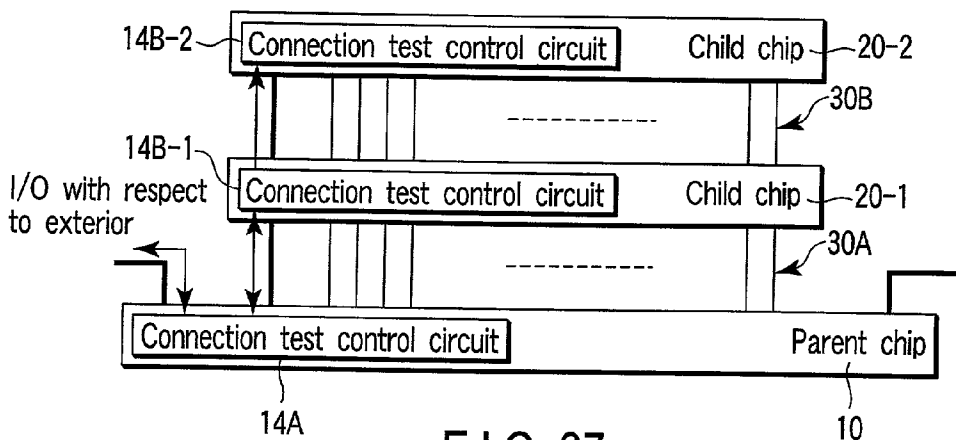 14B-2
Connection test control circuit
Child chip
20-2
30B
14B-1
Connection test control circuit
Child chip
20-1
I/O with respect
to exterior
30A
Connection test control circuit
Parent chip
14A
10